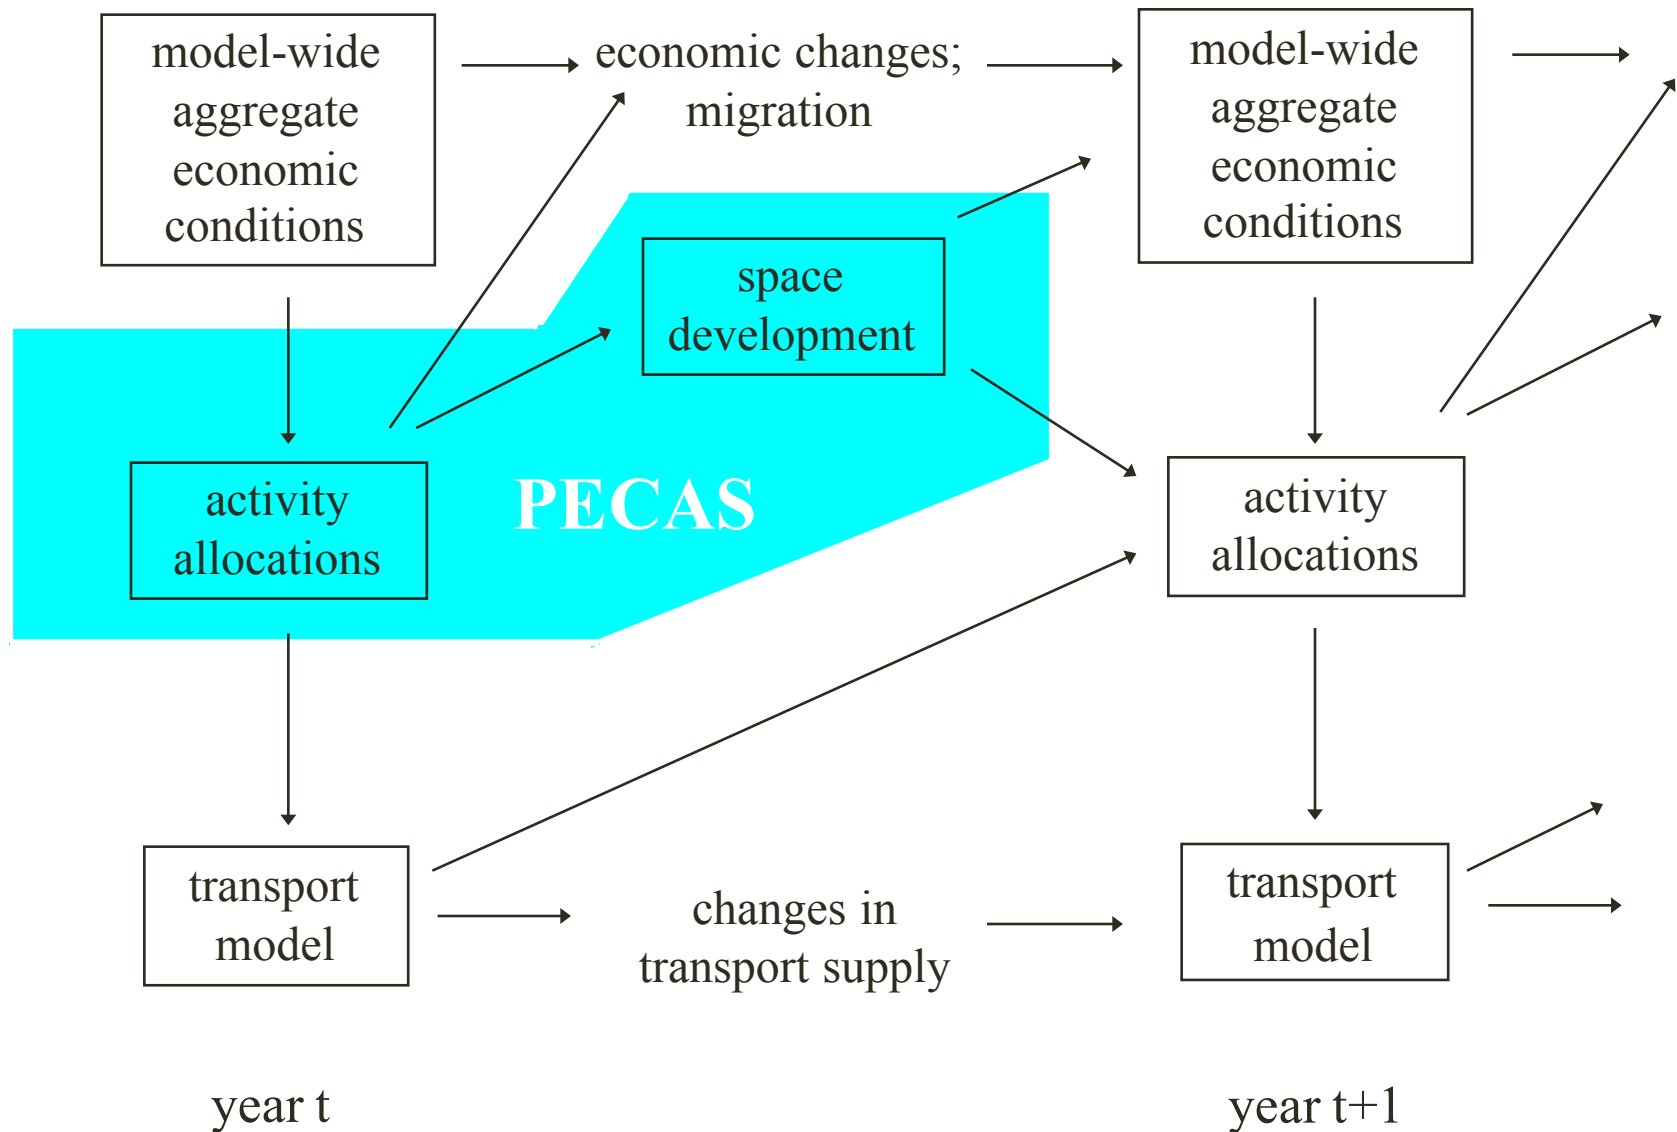 model-wide
aggregate
economic
conditions
economic changes;
migration
model-wide
aggregate
economic
conditions
space
development
activity
allocations
PECAS
activity
allocations
transport
model
changes in
transport supply
transport
model
year t
year t+1